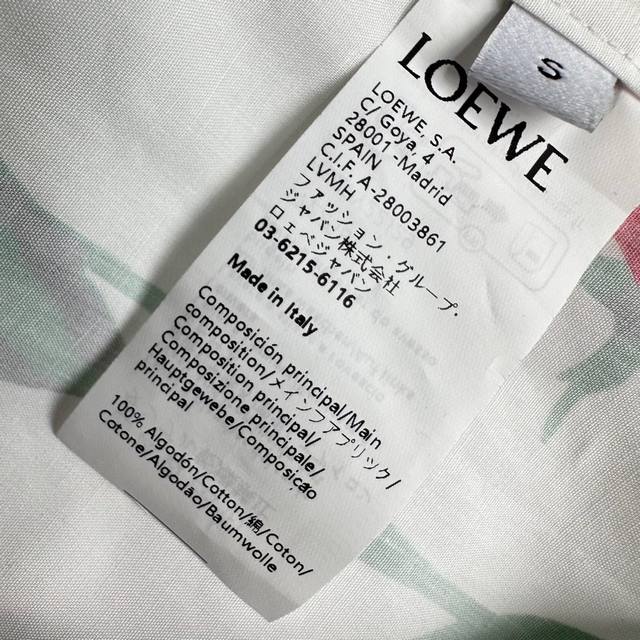 S
LOEWE
LOEWE, S.A.
C/ Goya, 4
28001 -Madrid
SPAIN
C.I.F. A-28003861
LVMH
ファッション・グループ・
ジャパン株式会社
ロエベジャパン
03-6215-6116
Made in Italy
Composición principal/Main
composition/メインファブリック/
Composition principal/
Composizione principale/
Hauptgewebe/Composição
principal
100% Algodón/Cotton/綿/Coton/
Cotone/Algodão/Baumwolle